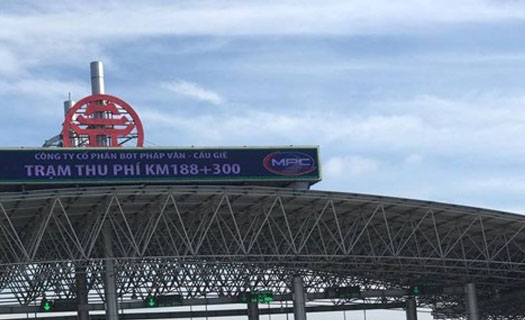 CÔNG TY CỔ PHẦN BOT PHÁP VÂN - CẦU GIẼ
TRẠM THU PHÍ KM188+300
MPC